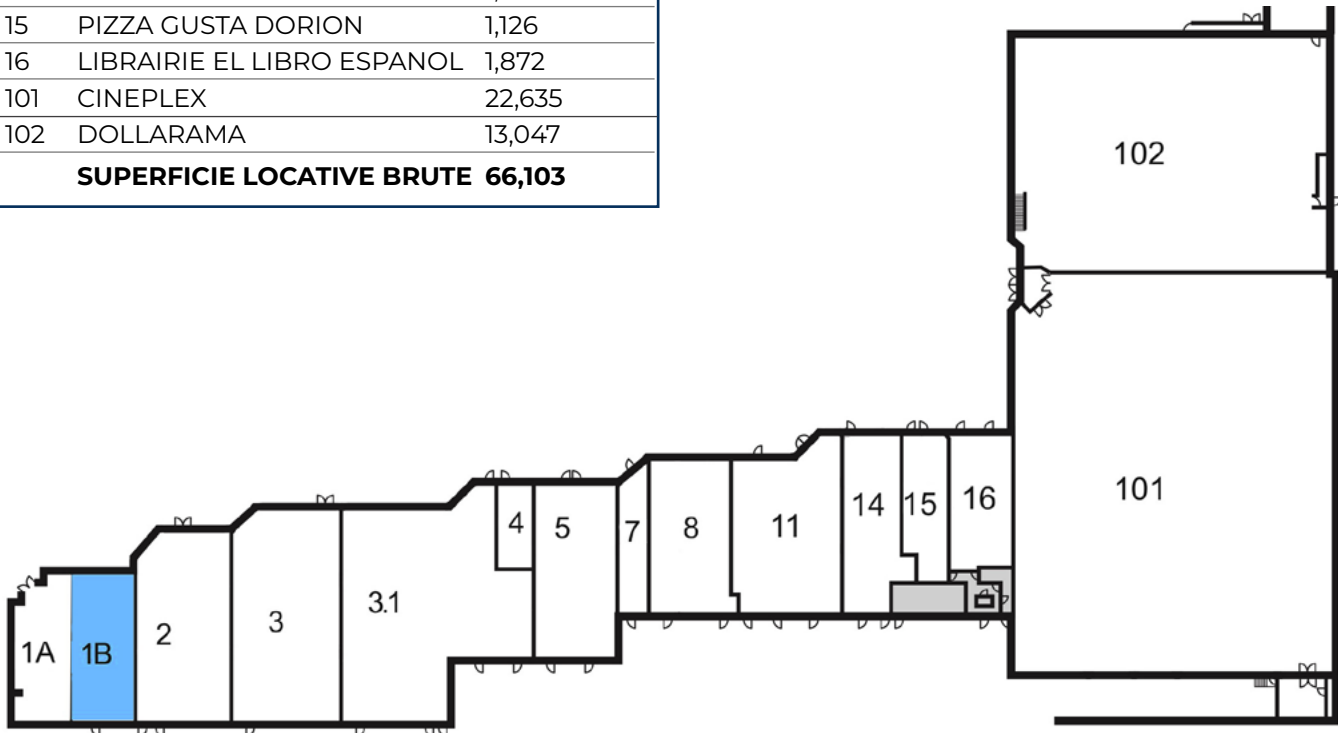 15 PIZZA GUSTA DORION 1,126
16 LIBRAIRIE EL LIBRO ESPANOL 1,872
101 CINEPLEX 22,635
102 DOLLARAMA 13,047
SUPERFICIE LOCATIVE BRUTE 66,103
102
101
16
15
14
11
8
7
5
4
3.1
3
2
1B
1A